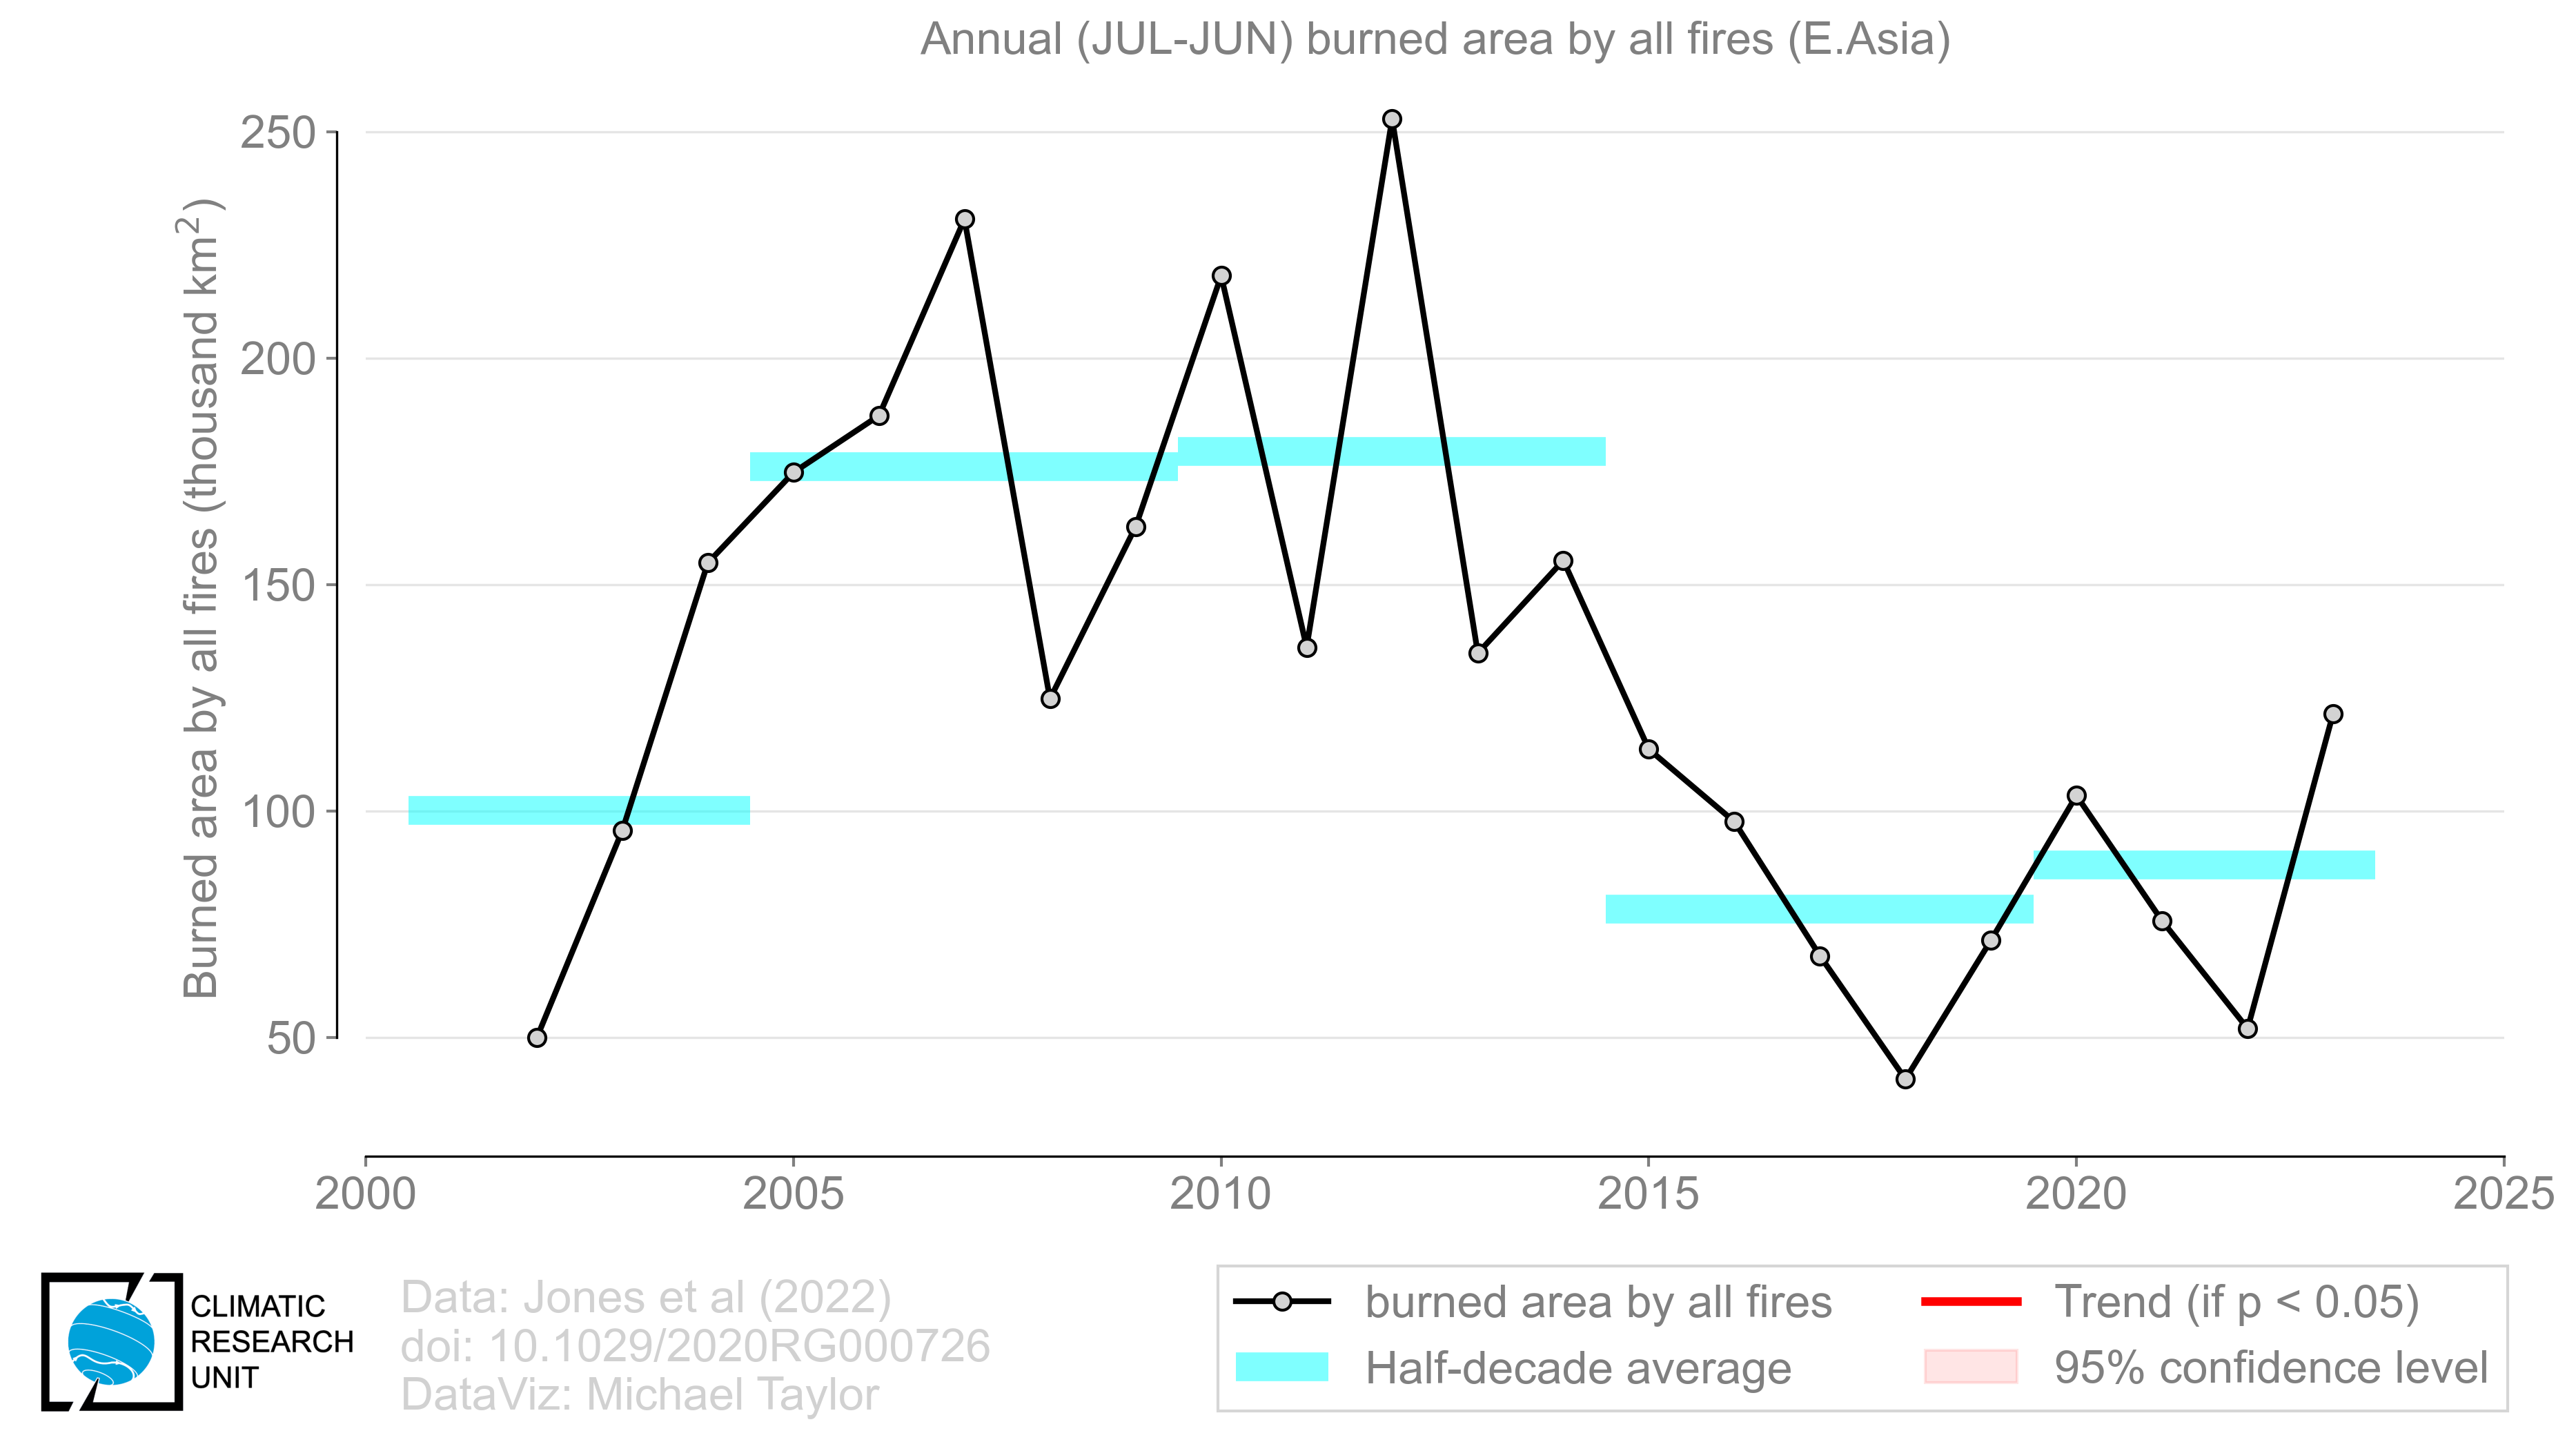 Annual (JUL-JUN) burned area by all fires (E.Asia)
Burned area by all fires (thousand km²)
250
200
150
100
50
2000 2005 2010 2015 2020 2025
CLIMATIC
RESEARCH
UNIT
Data: Jones et al (2022)
doi: 10.1029/2020RG000726
DataViz: Michael Taylor
burned area by all fires
Half-decade average
Trend (if p < 0.05)
95% confidence level